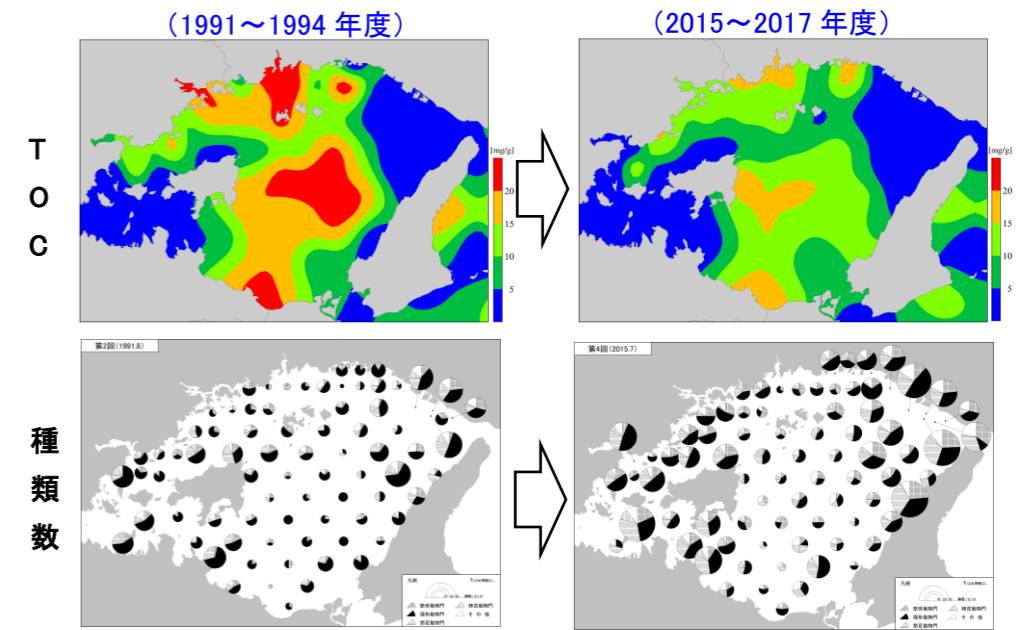 (1991～1994 年度)
(2015～2017 年度)
TOC
[mg/g]
20
15
10
5
[mg/g]
20
15
10
5
種類数
第2回(1991.8)
第4回(2015.7)
凡例
軟体動物門
棘皮動物門
環形動物門
その他
節足動物門
凡例
軟体動物門
棘皮動物門
環形動物門
その他
節足動物門